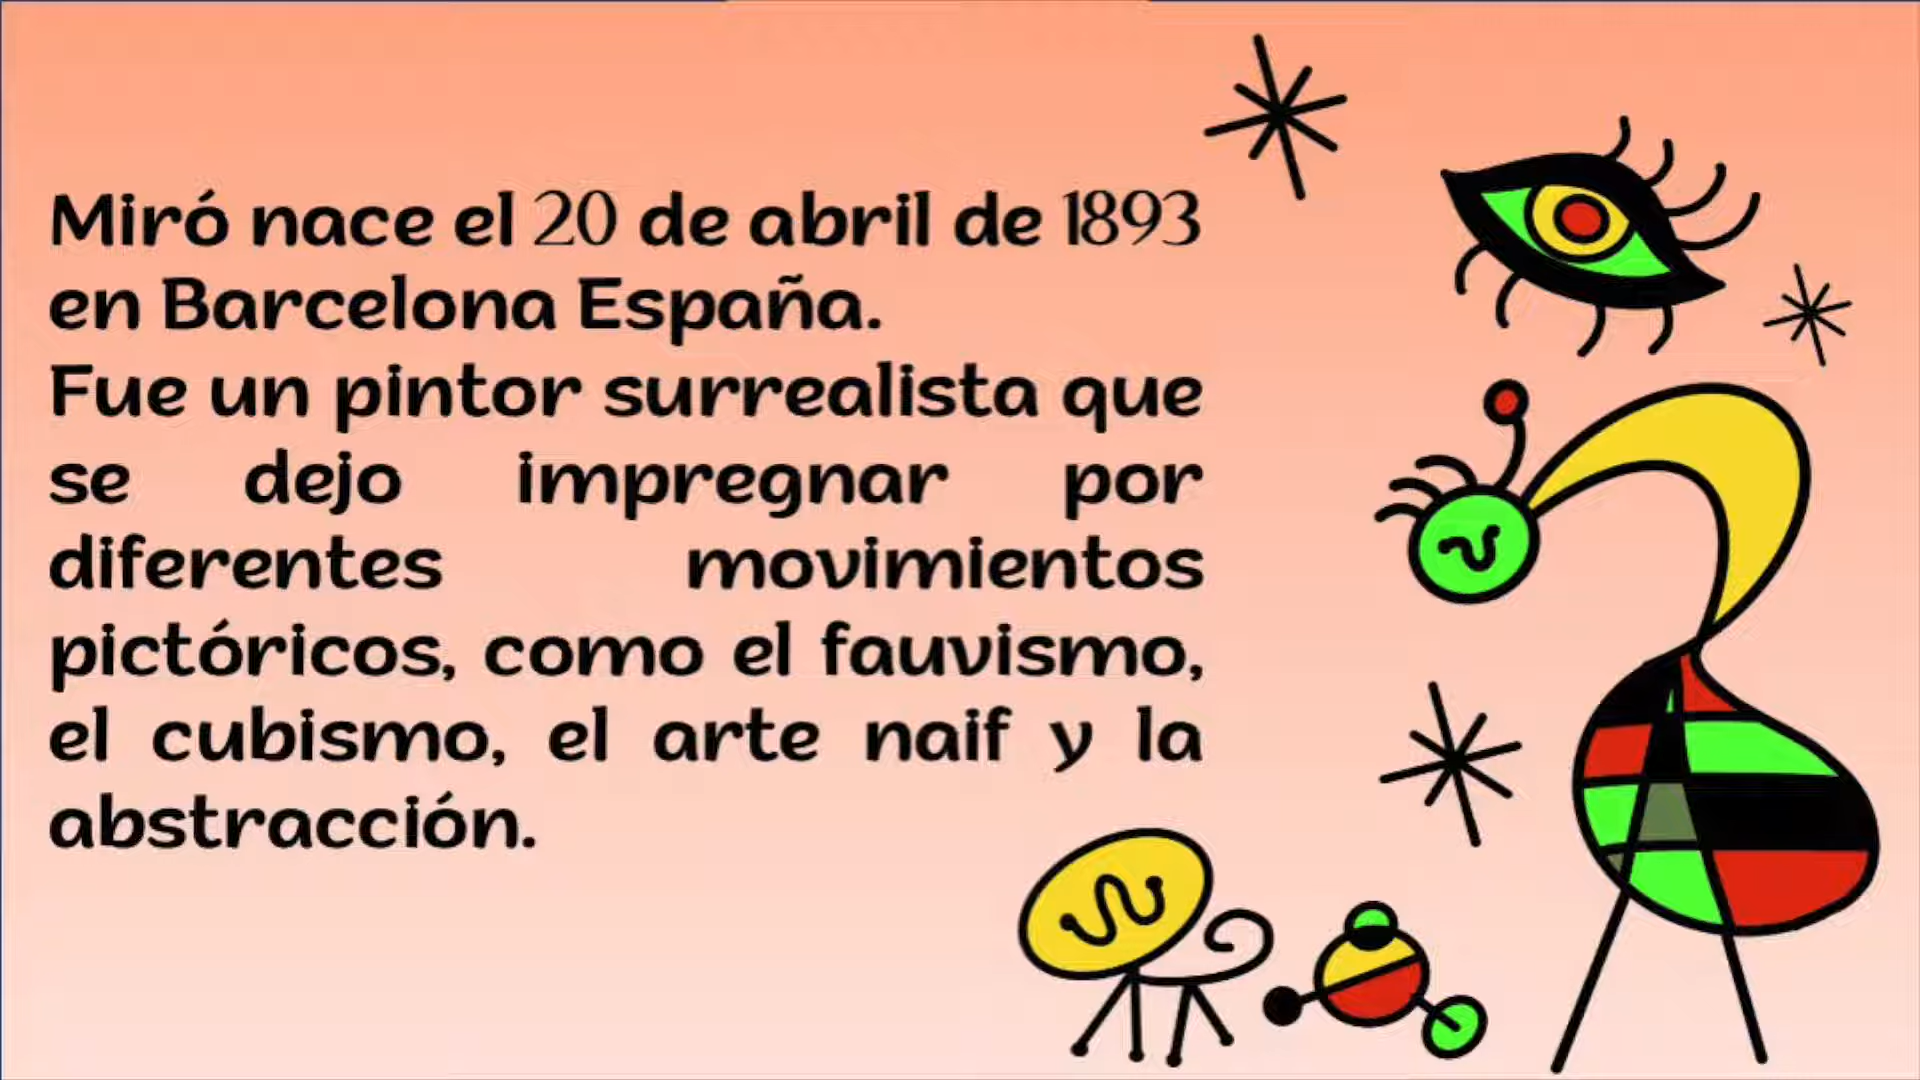 Miró nace el 20 de abril de 1893
en Barcelona España.
Fue un pintor surrealista que
se dejo impregnar por
diferentes movimientos
pictóricos, como el fauvismo,
el cubismo, el arte naif y la
abstracción.